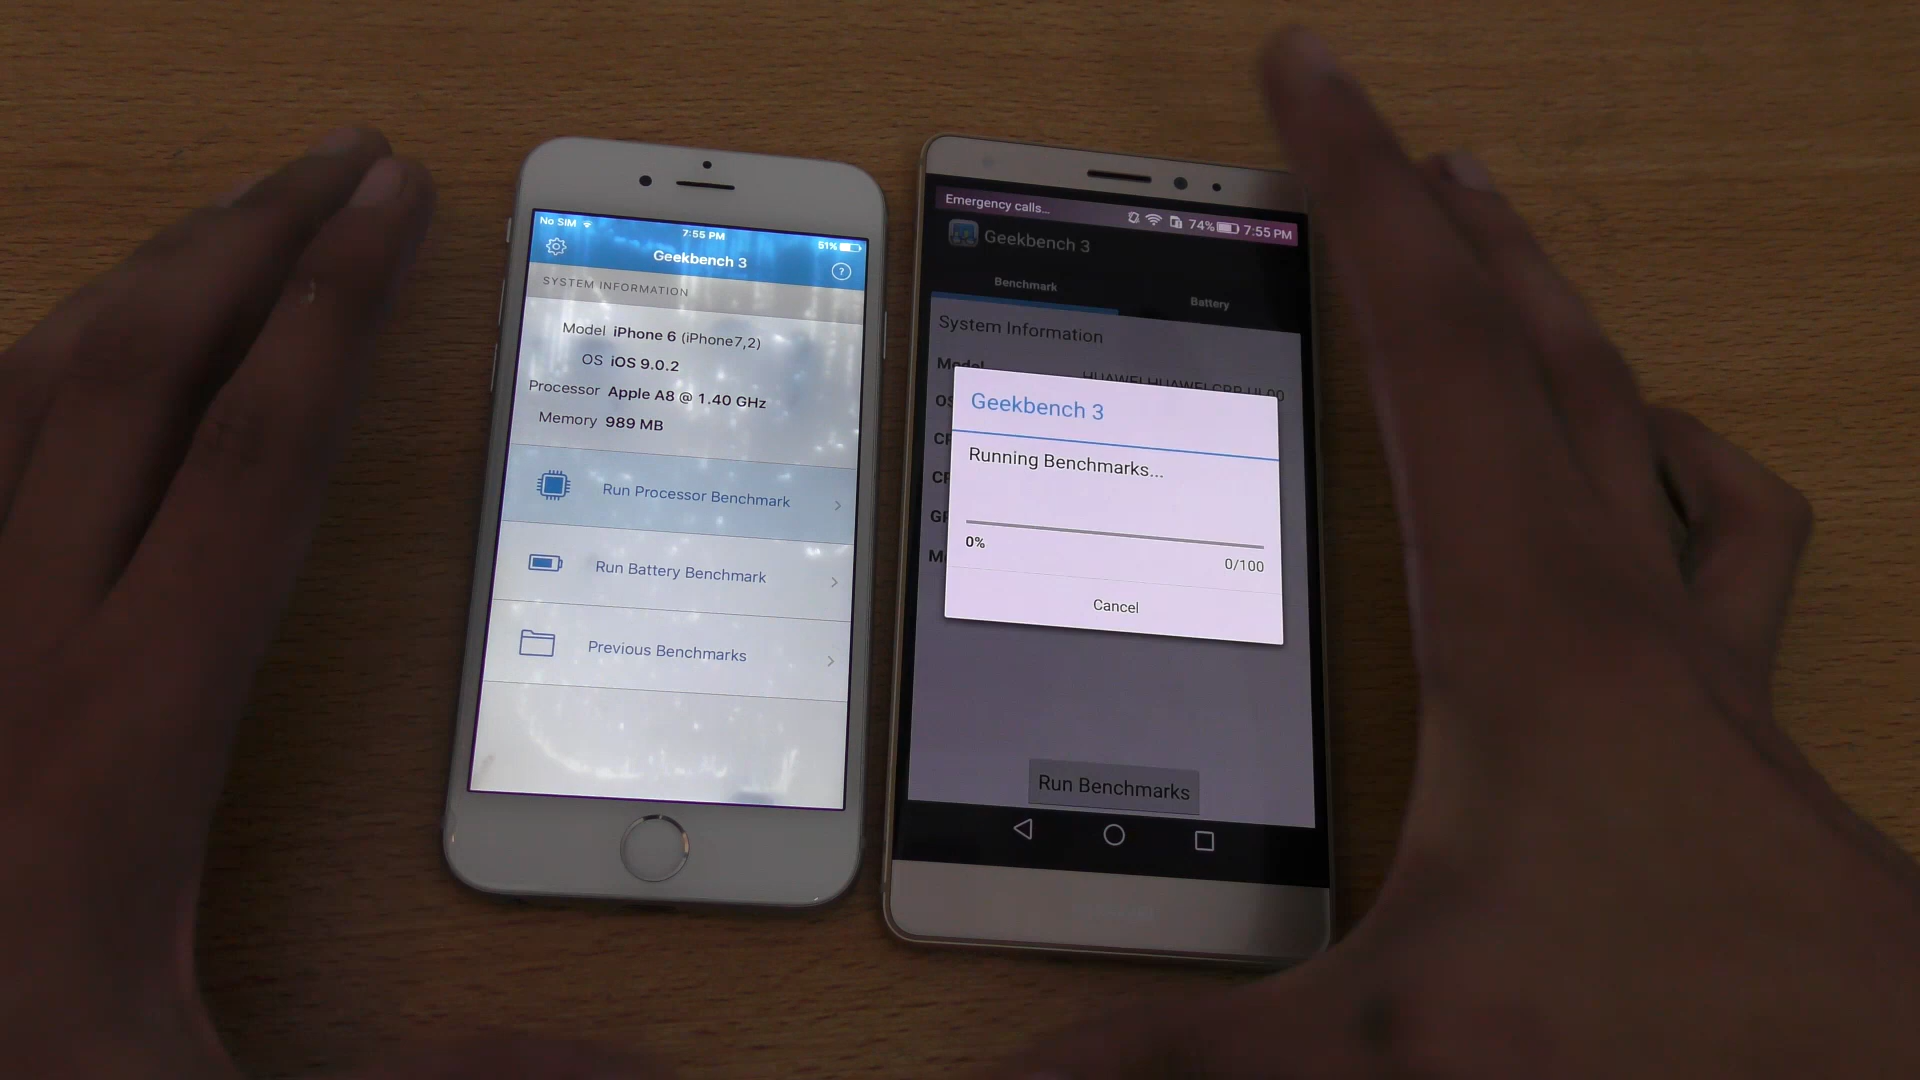 No SIM
7:55 PM
51%
Geekbench 3
?
SYSTEM INFORMATION
Model iPhone 6 (iPhone7,2)
OS iOS 9.0.2
Processor Apple A8 @ 1.40 GHz
Memory 989 MB
Run Processor Benchmark
Run Battery Benchmark
Previous Benchmarks
Emergency calls...
74% 7:55 PM
Geekbench 3
Benchmark
Battery
System Information
Model
Geekbench 3
Running Benchmarks...
0%
0/100
Cancel
Run Benchmarks